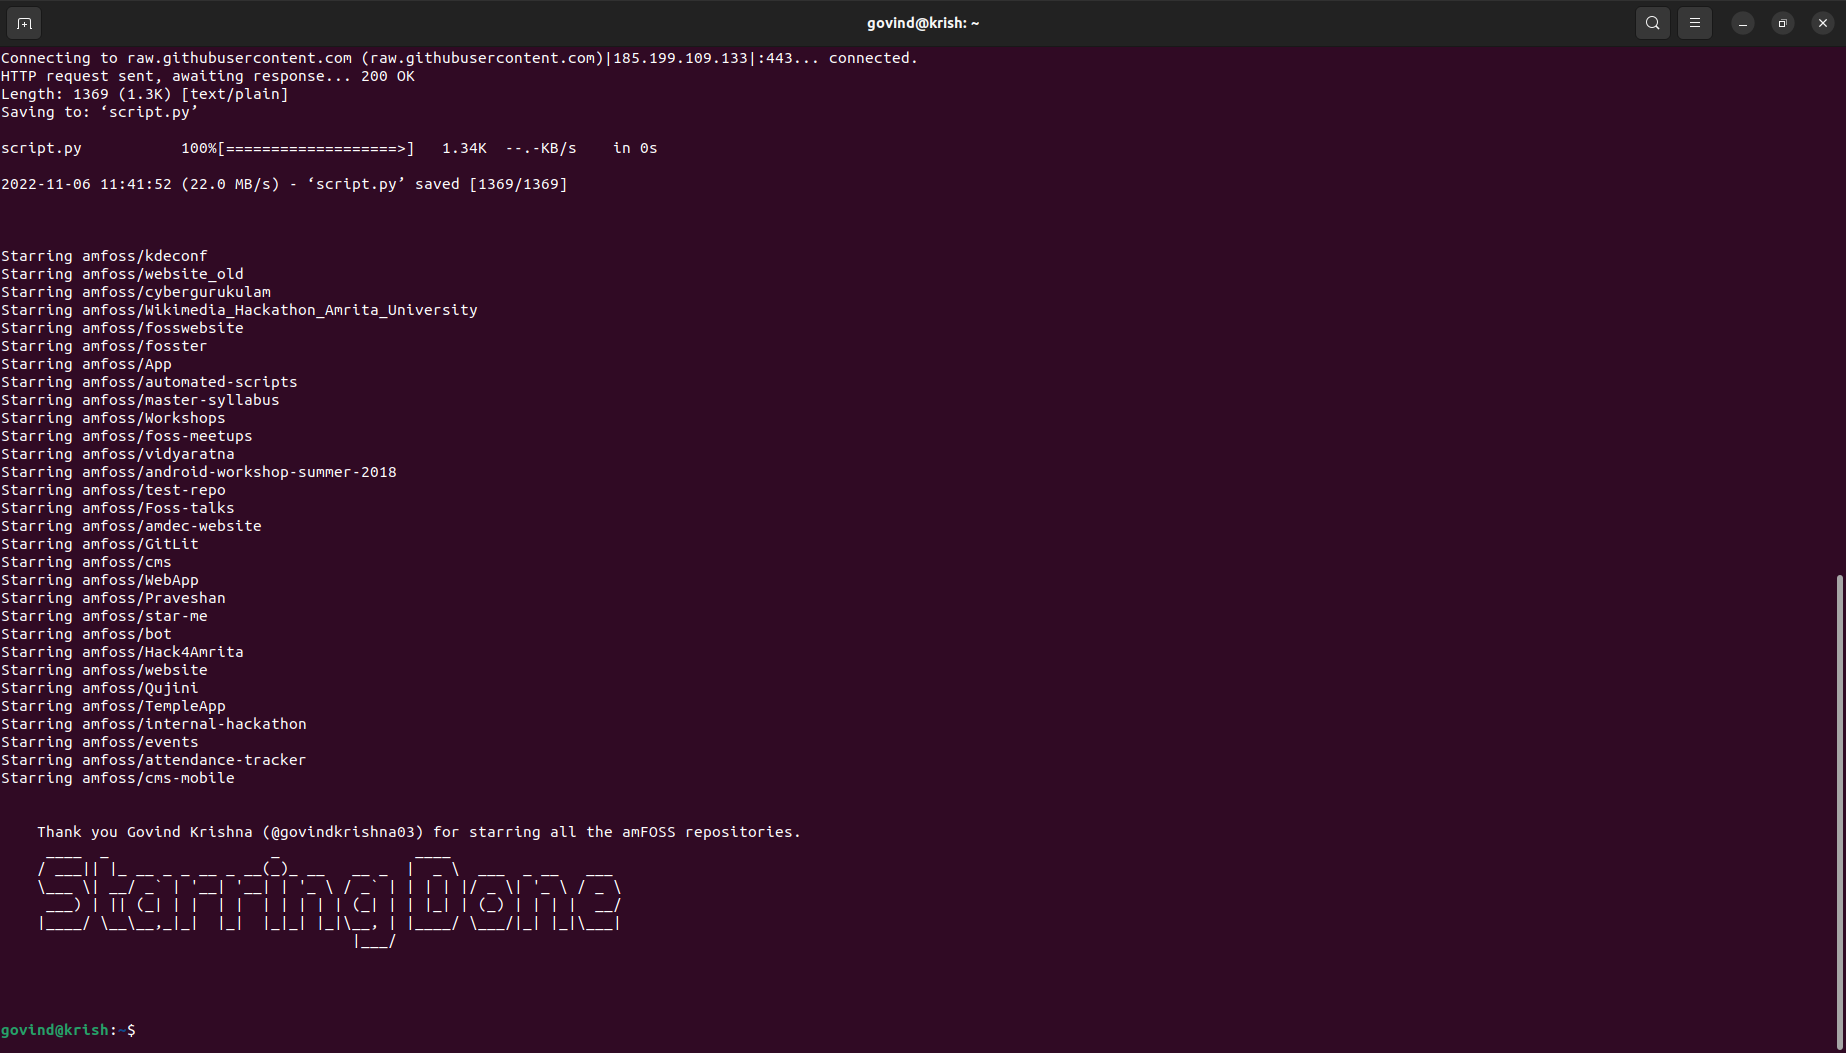 govind@krish: ~
Connecting to raw.githubusercontent.com (raw.githubusercontent.com)|185.199.109.133|:443... connected.
HTTP request sent, awaiting response... 200 OK
Length: 1369 (1.3K) [text/plain]
Saving to: ‘script.py’
script.py           100%[===================>]   1.34K  --.-KB/s    in 0s
2022-11-06 11:41:52 (22.0 MB/s) - ‘script.py’ saved [1369/1369]
Starring amfoss/kdeconf
Starring amfoss/website_old
Starring amfoss/cybergurukulam
Starring amfoss/Wikimedia_Hackathon_Amrita_University
Starring amfoss/fosswebsite
Starring amfoss/fosster
Starring amfoss/App
Starring amfoss/automated-scripts
Starring amfoss/master-syllabus
Starring amfoss/Workshops
Starring amfoss/foss-meetups
Starring amfoss/vidyaratna
Starring amfoss/android-workshop-summer-2018
Starring amfoss/test-repo
Starring amfoss/Foss-talks
Starring amfoss/amdec-website
Starring amfoss/GitLit
Starring amfoss/cms
Starring amfoss/WebApp
Starring amfoss/Praveshan
Starring amfoss/star-me
Starring amfoss/bot
Starring amfoss/Hack4Amrita
Starring amfoss/website
Starring amfoss/Qujini
Starring amfoss/TempleApp
Starring amfoss/internal-hackathon
Starring amfoss/events
Starring amfoss/attendance-tracker
Starring amfoss/cms-mobile
Thank you Govind Krishna (@govindkrishna03) for starring all the amFOSS repositories.
StarringDone
govind@krish:~$